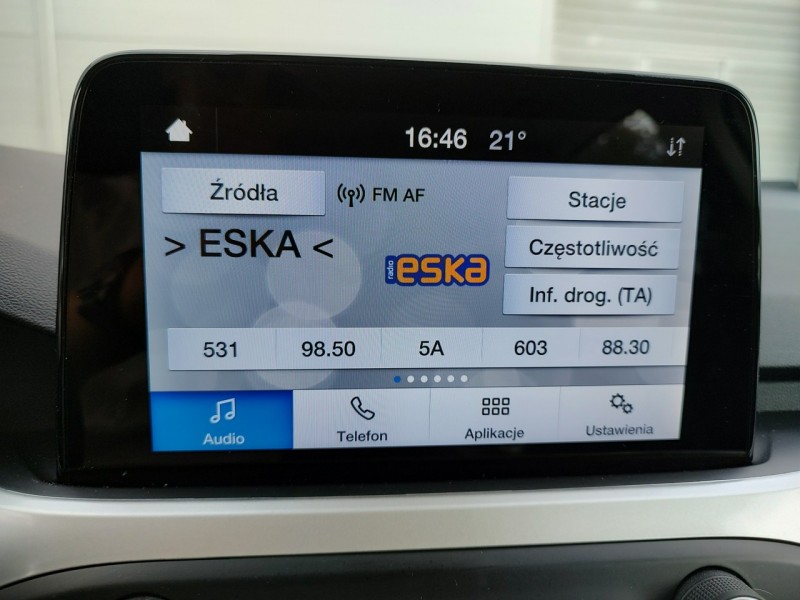 16:46 21°
Źródła
FM AF
Stacje
> ESKA <
radio eska
Częstotliwość
Inf. drog. (TA)
531 98.50 5A 603 88.30
Audio Telefon Aplikacje Ustawienia